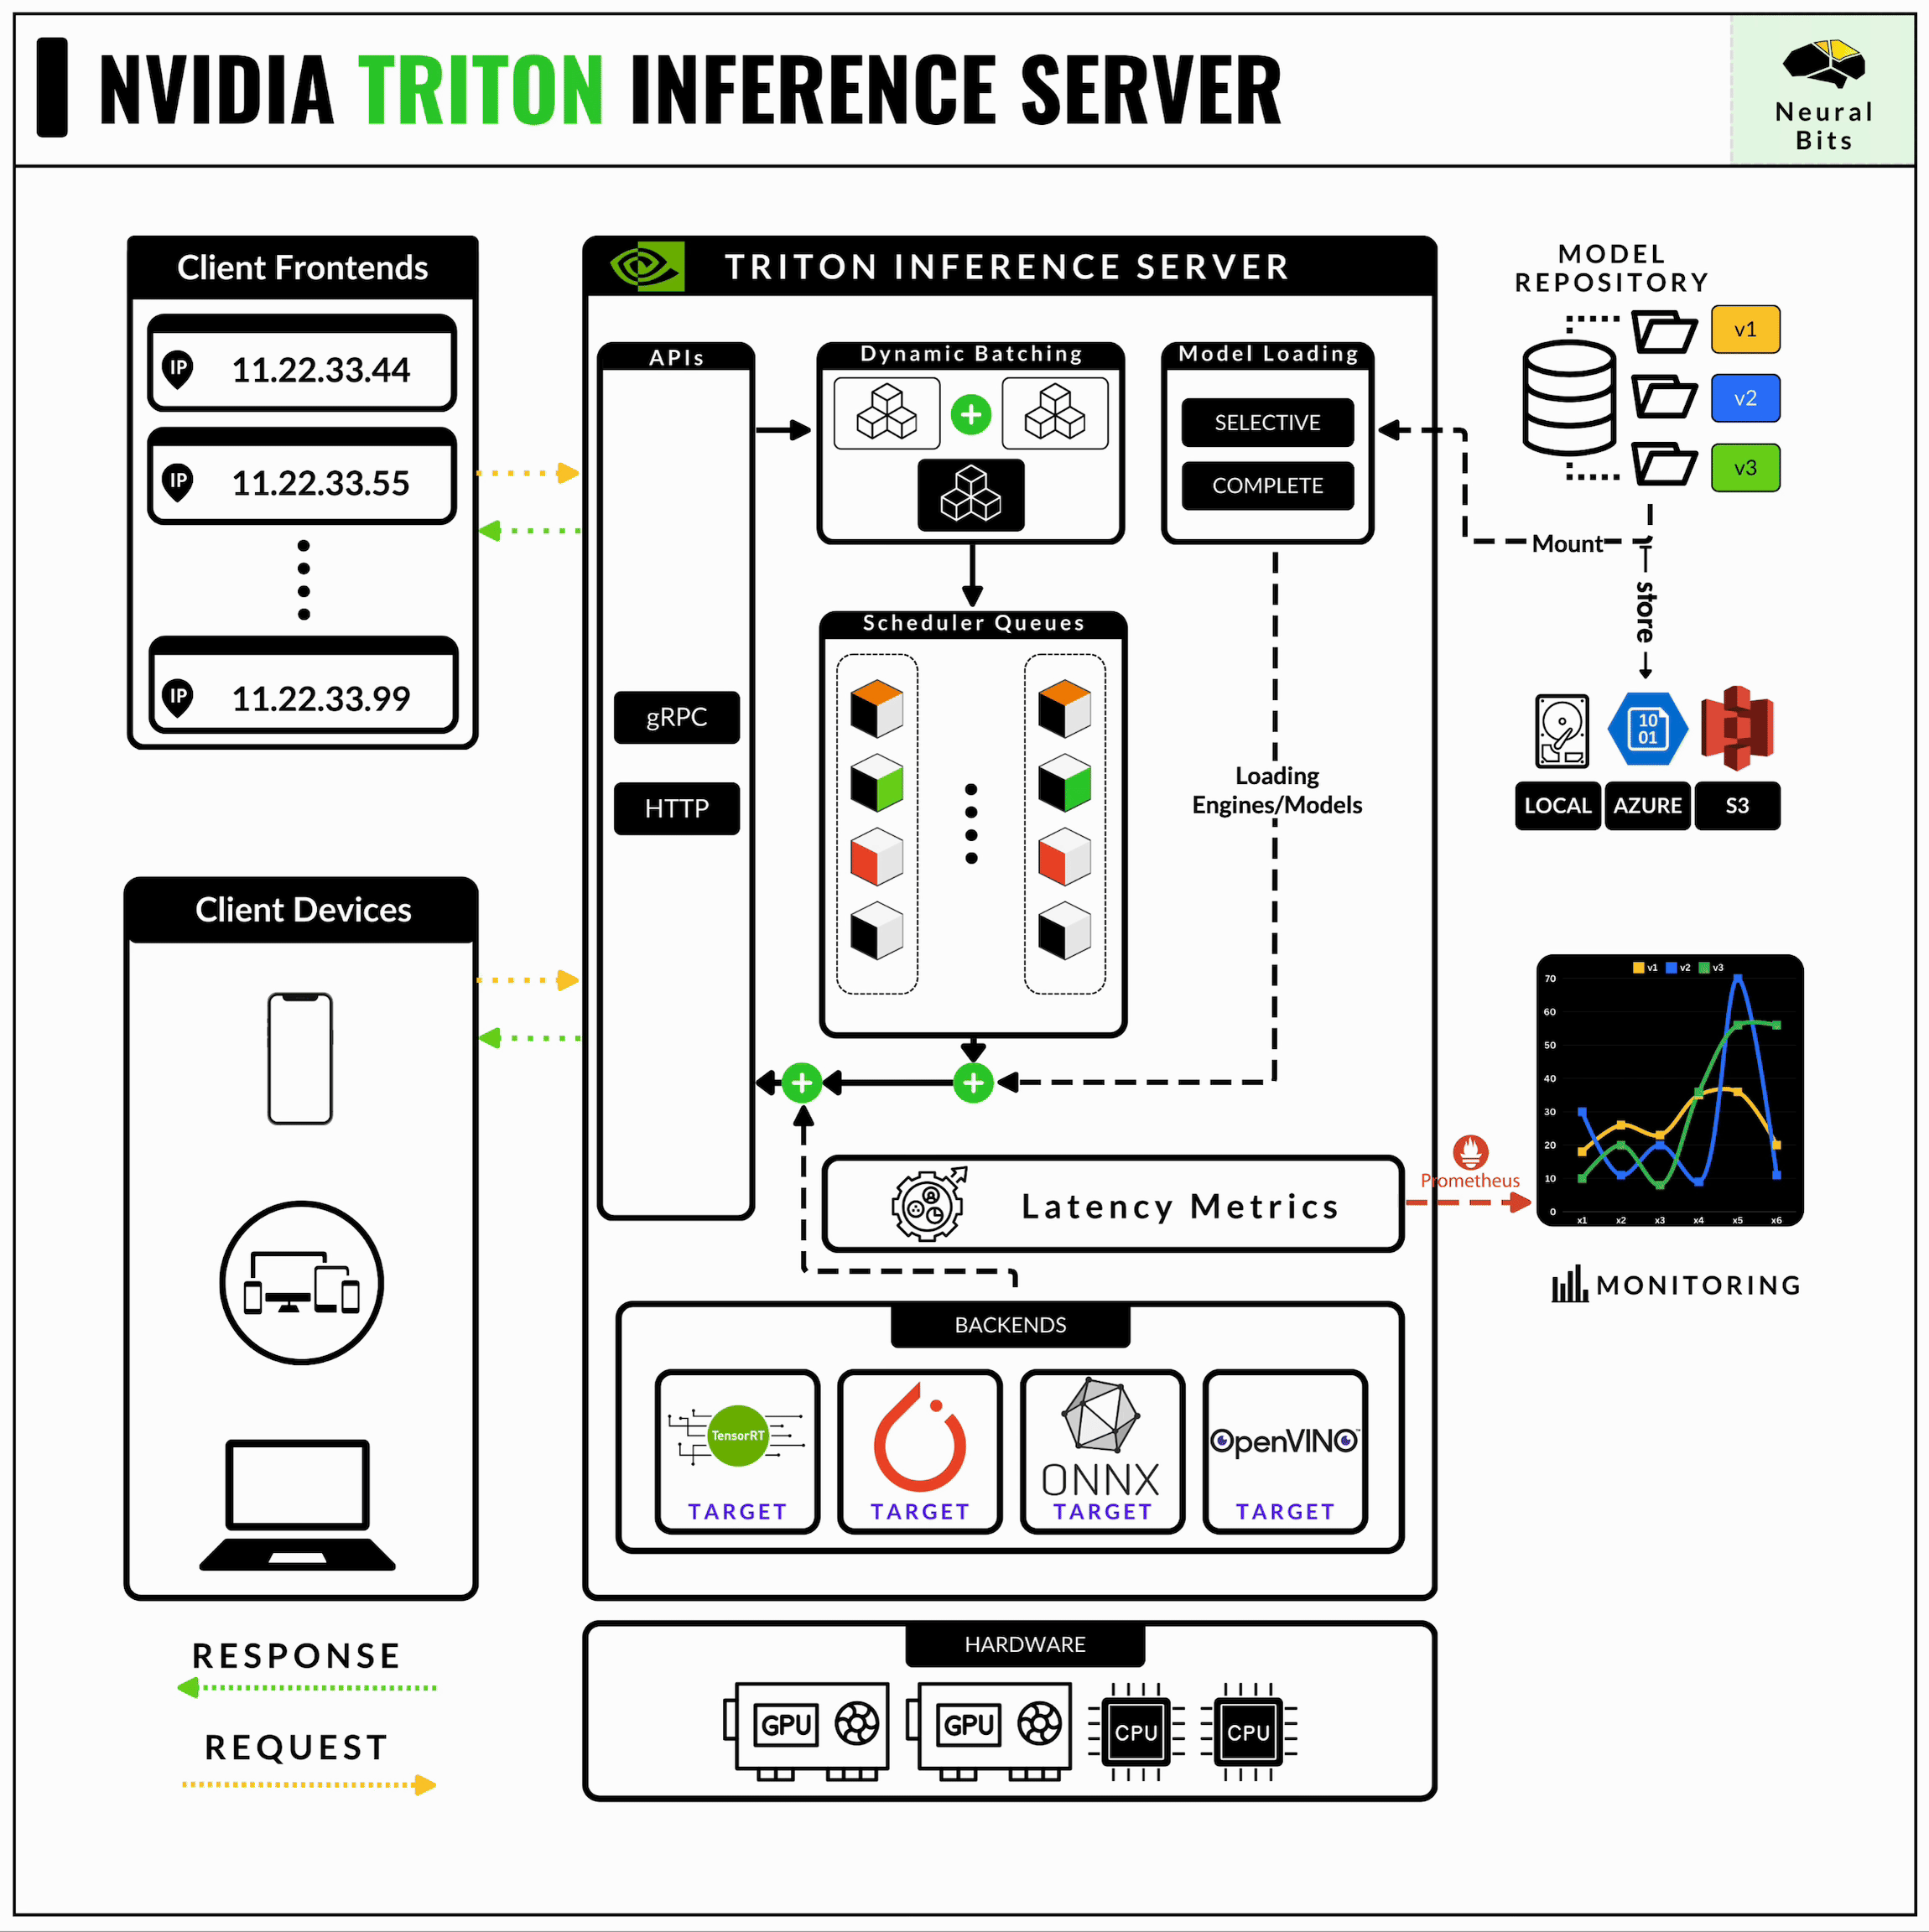 NVIDIA TRITON INFERENCE SERVER
Neural
Bits
Client Frontends
IP 11.22.33.44
IP 11.22.33.55
IP 11.22.33.99
Client Devices
RESPONSE
REQUEST
TRITON INFERENCE SERVER
APIs
gRPC
HTTP
Dynamic Batching
Scheduler Queues
Model Loading
SELECTIVE
COMPLETE
Loading
Engines/Models
Latency Metrics
BACKENDS
TensorRT
TARGET
TARGET
ONNX
TARGET
OpenVINO
TARGET
HARDWARE
GPU
GPU
CPU
CPU
MODEL
REPOSITORY
v1
v2
v3
Mount
store
10
01
LOCAL
AZURE
S3
Prometheus
v1 v2 v3
70
60
50
40
30
20
10
0
x1 x2 x3 x4 x5 x6
MONITORING